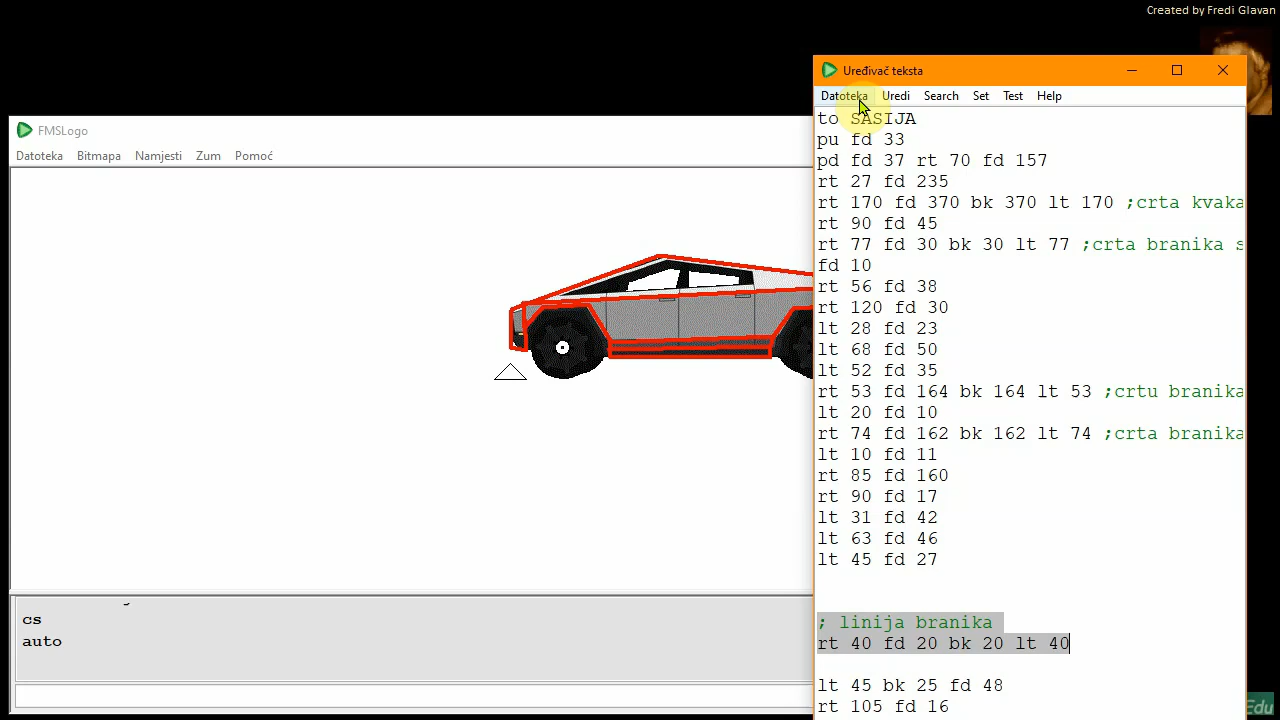 Created by Fredi Glavan
Uređivač teksta
Datoteka Uredi Search Set Test Help
FMSLogo
Datoteka Bitmapa Namjesti Zum Pomoć
to SASIJA
pu fd 33
pd fd 37 rt 70 fd 157
rt 27 fd 235
rt 170 fd 370 bk 370 lt 170 ;crta kvaka
rt 90 fd 45
rt 77 fd 30 bk 30 lt 77 ;crta branika s
fd 10
rt 56 fd 38
rt 120 fd 30
lt 28 fd 23
lt 68 fd 50
lt 52 fd 35
rt 53 fd 164 bk 164 lt 53 ;crtu branika
lt 20 fd 10
rt 74 fd 162 bk 162 lt 74 ;crta branika
lt 10 fd 11
rt 85 fd 160
rt 90 fd 17
lt 31 fd 42
lt 63 fd 46
lt 45 fd 27
; linija branika
rt 40 fd 20 bk 20 lt 40
lt 45 bk 25 fd 48
rt 105 fd 16
cs
auto
Edu